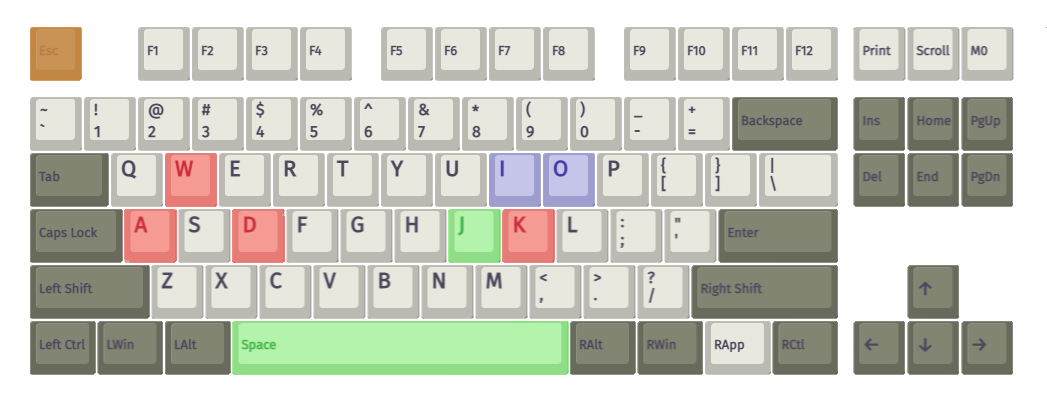 Esc F1 F2 F3 F4 F5 F6 F7 F8 F9 F10 F11 F12 Print Scroll M0
~ ! @ # $ % ^ & * ( ) _ +
` 1 2 3 4 5 6 7 8 9 0 - = Backspace Ins Home PgUp
Tab Q W E R T Y U I O P { } | Del End PgDn
[ ] \
Caps Lock A S D F G H J K L : " Enter
; '
Left Shift Z X C V B N M < > ? Right Shift ↑
, . /
Left Ctrl LWin LAlt Space RAlt RWin RApp RCtl ← ↓ →